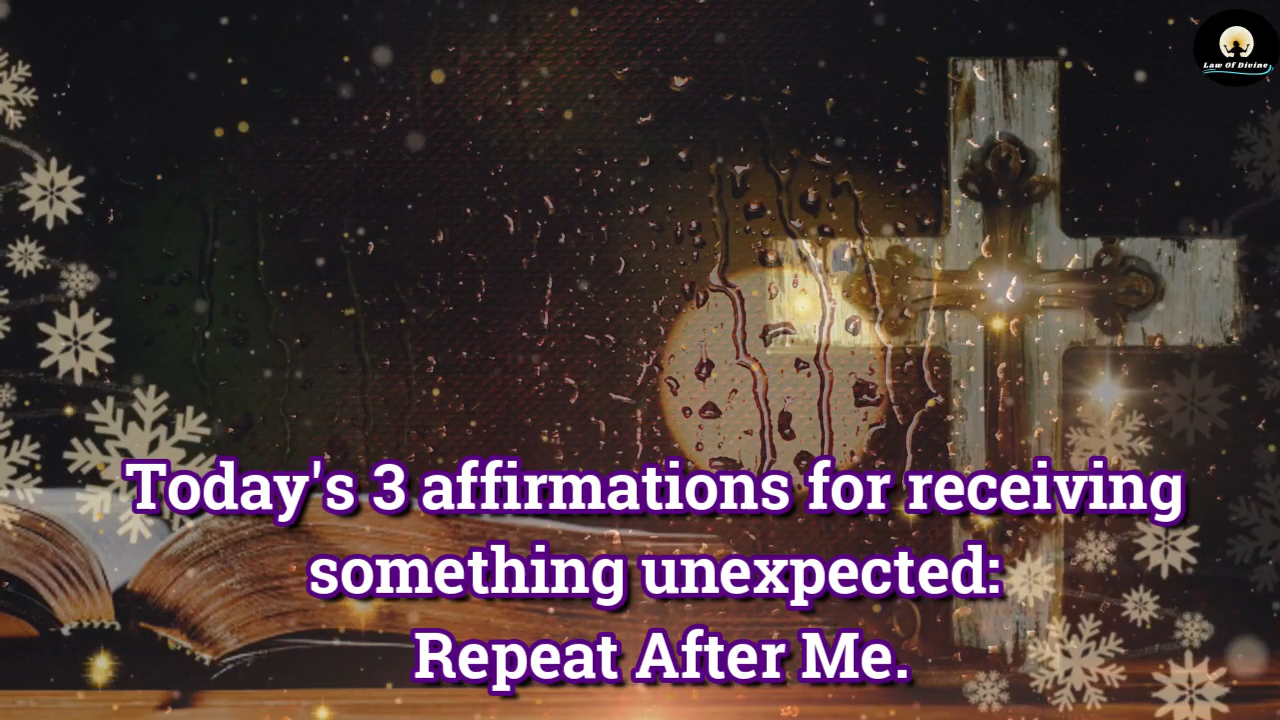 Law Of Divine
Today's 3 affirmations for receiving
something unexpected:
Repeat After Me.